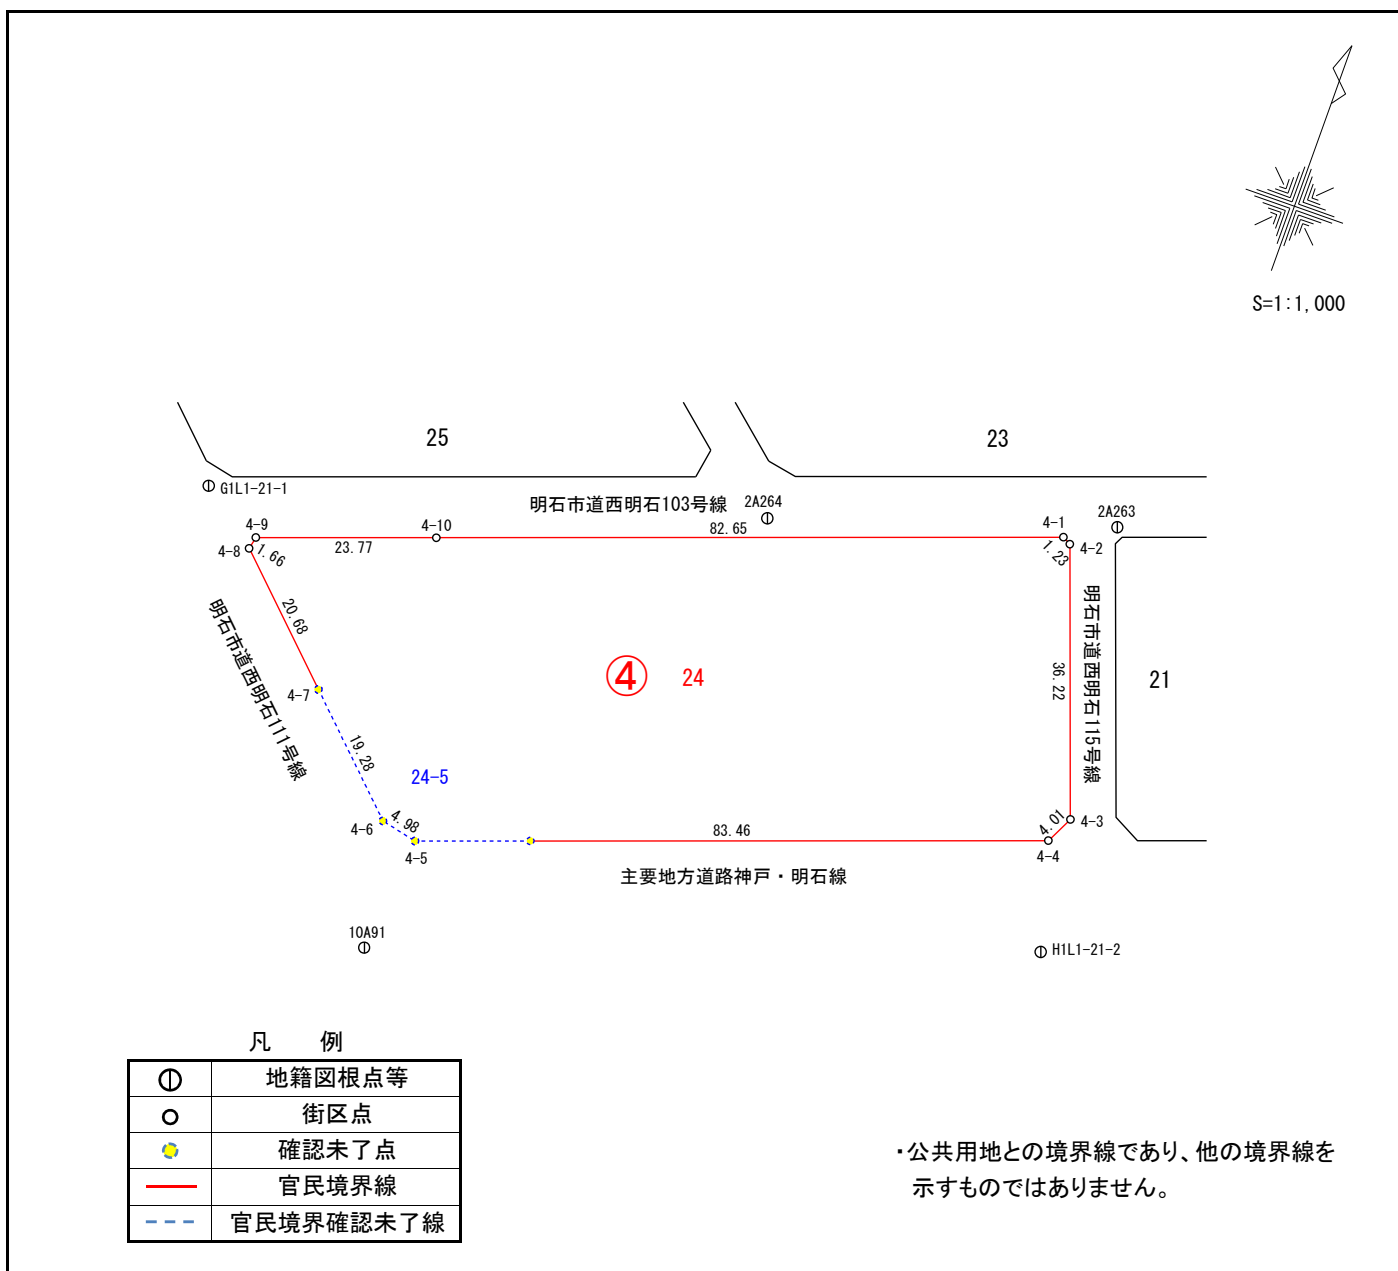 S=1:1,000
25
23
G1L1-21-1
明石市道西明石103号線
2A264
2A263
4-9
4-10
82.65
4-1
4-8
1.66
23.77
1.23
4-2
20.68
明石市道西明石111号線
明石市道西明石115号線
④
24
36.22
21
4-7
19.28
24-5
4-6
4.98
83.46
4.01
4-3
4-5
4-4
主要地方道路神戸・明石線
10A91
H1L1-21-2
凡 例
地籍図根点等
街区点
確認未了点
官民境界線
官民境界確認未了線
・公共用地との境界線であり、他の境界線を
示すものではありません。